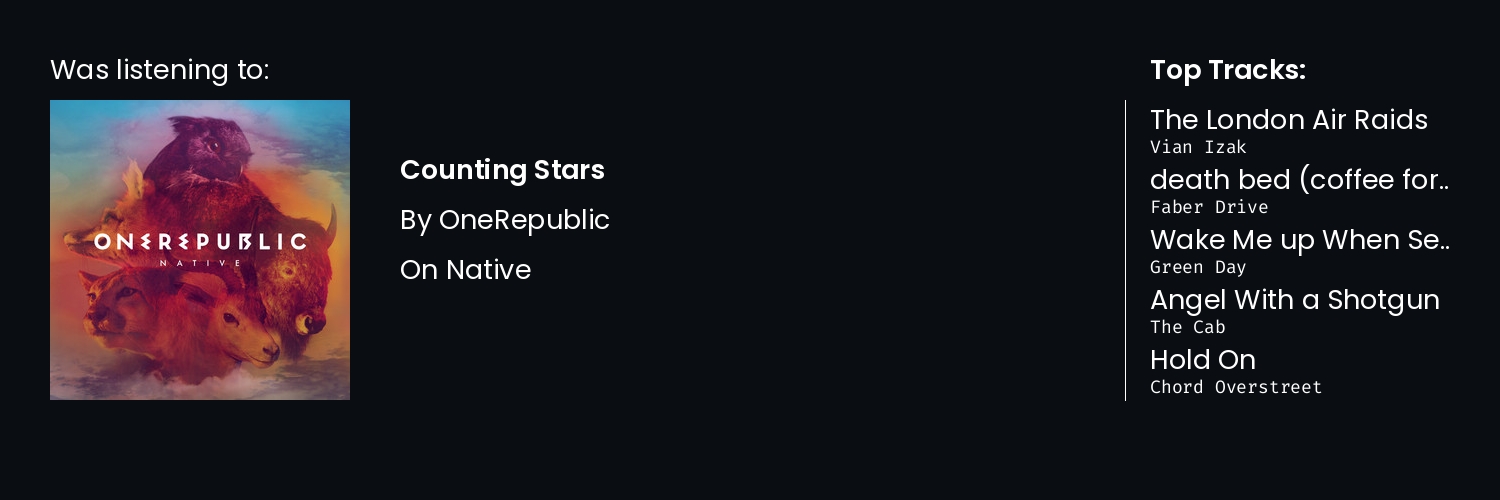 Was listening to:
ONEREPUBLIC
NATIVE
Counting Stars
By OneRepublic
On Native
Top Tracks:
The London Air Raids
Vian Izak
death bed (coffee for..
Faber Drive
Wake Me up When Se..
Green Day
Angel With a Shotgun
The Cab
Hold On
Chord Overstreet